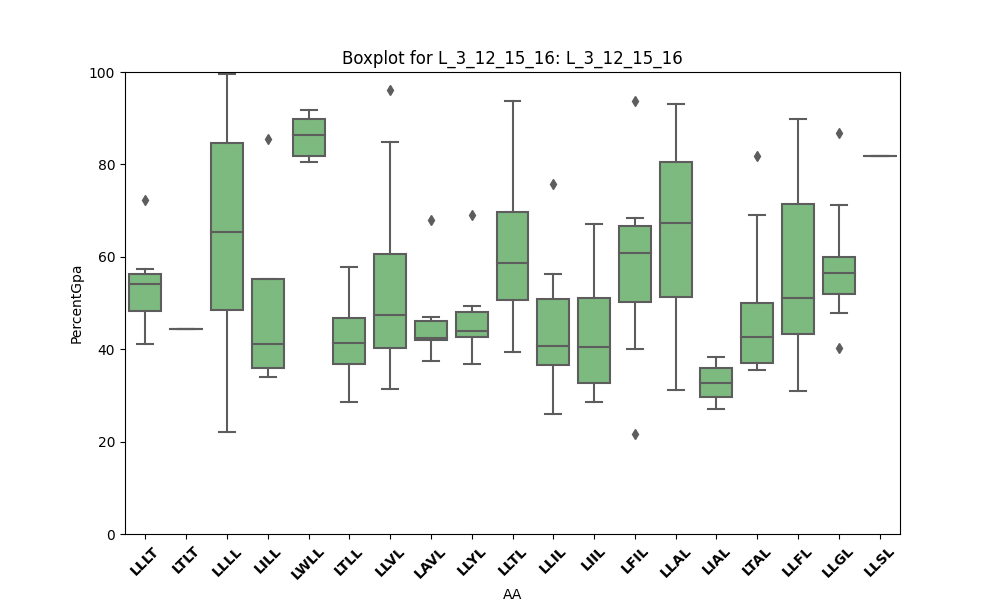 Boxplot for L_3_12_15_16: L_3_12_15_16
PercentGpa
100
80
60
40
20
0
LLLT LTLT LLLL LILL LWLL LTLL LLVL LAVL LLYL LLTL LLIL LIIL LFIL LLAL LIAL LTAL LLFL LLGL LLSL
AA